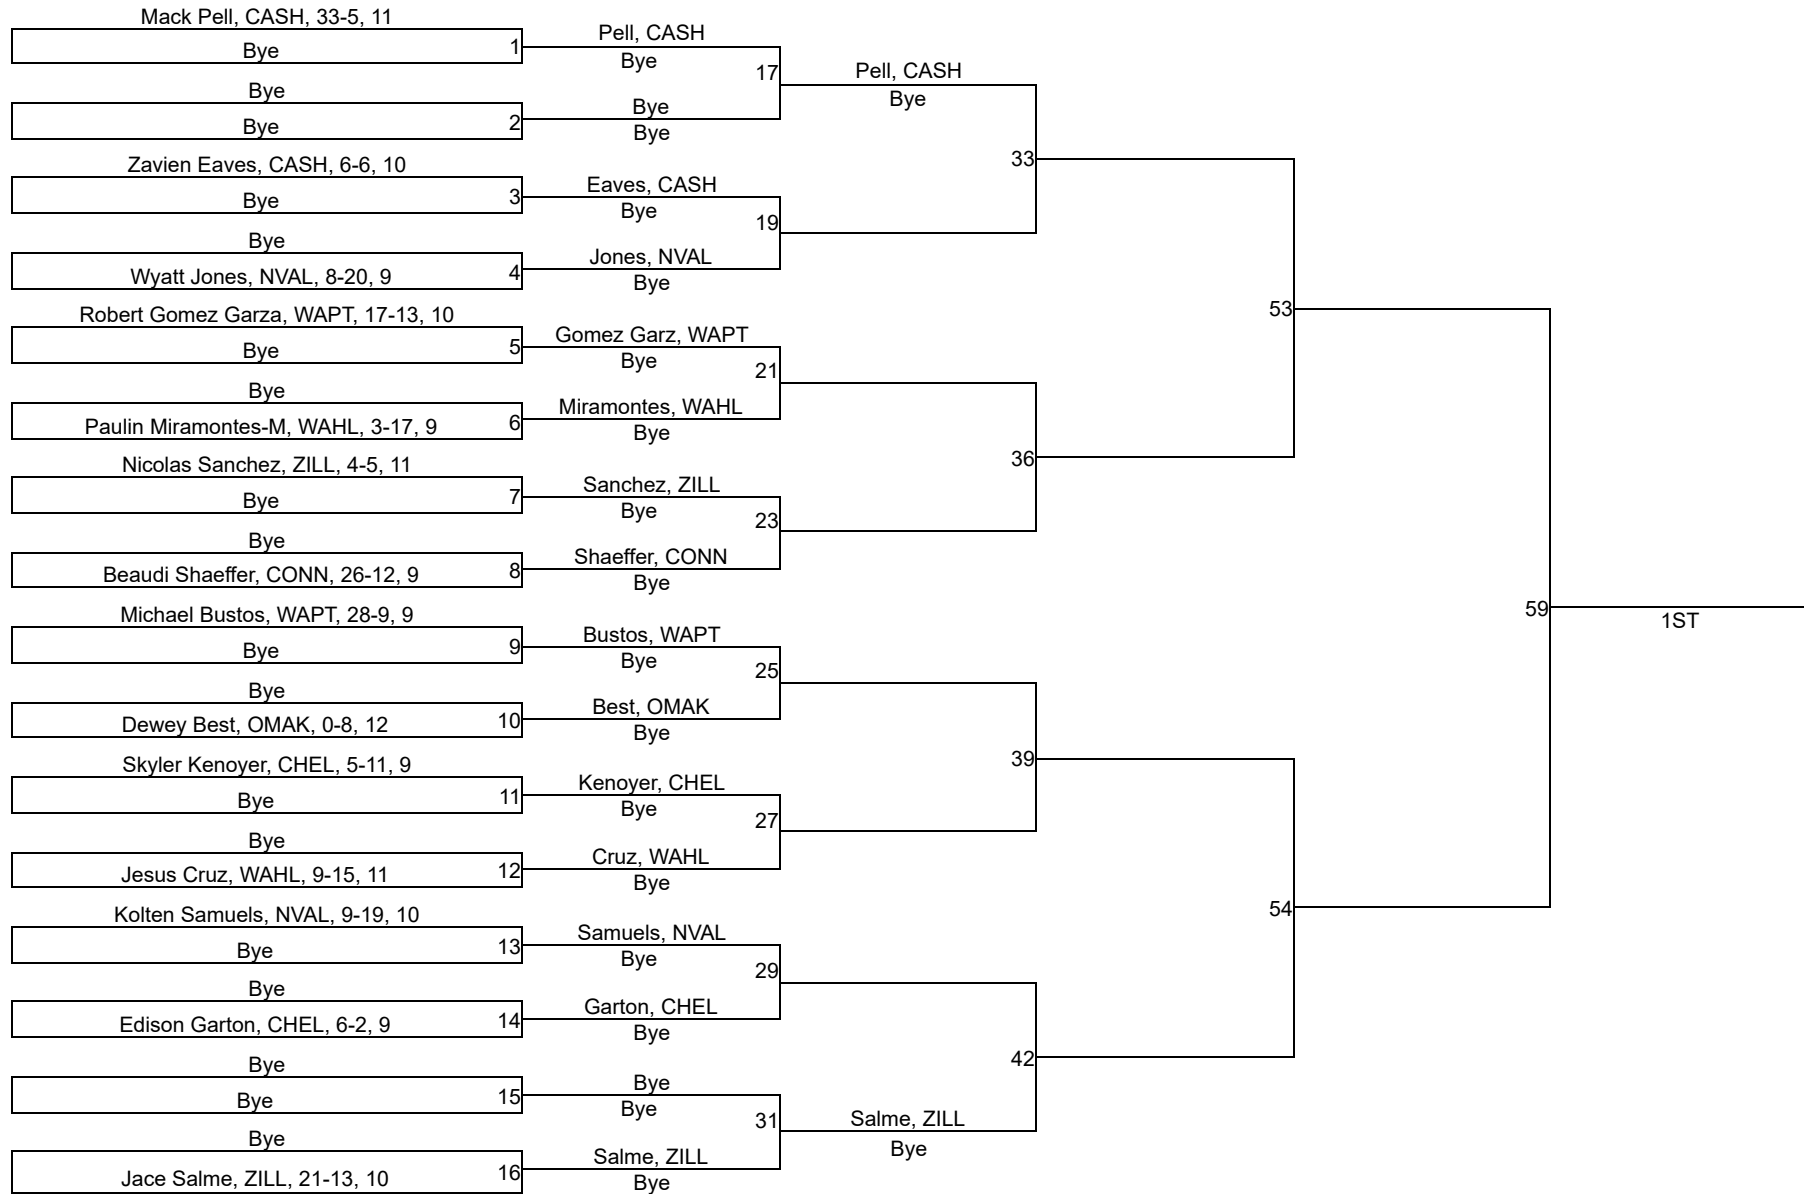 Mack Pell, CASH, 33-5, 11
Bye
1
Bye
Bye
2
Zavien Eaves, CASH, 6-6, 10
Bye
3
Bye
Wyatt Jones, NVAL, 8-20, 9
4
Robert Gomez Garza, WAPT, 17-13, 10
Bye
5
Bye
Paulin Miramontes-M, WAHL, 3-17, 9
6
Nicolas Sanchez, ZILL, 4-5, 11
Bye
7
Bye
Beaudi Shaeffer, CONN, 26-12, 9
8
Michael Bustos, WAPT, 28-9, 9
Bye
9
Bye
Dewey Best, OMAK, 0-8, 12
10
Skyler Kenoyer, CHEL, 5-11, 9
Bye
11
Bye
Jesus Cruz, WAHL, 9-15, 11
12
Kolten Samuels, NVAL, 9-19, 10
Bye
13
Bye
Edison Garton, CHEL, 6-2, 9
14
Bye
Bye
15
Bye
Jace Salme, ZILL, 21-13, 10
16
Pell, CASH
Bye
17
Bye
Bye
Eaves, CASH
Bye
19
Jones, NVAL
Bye
Gomez Garz, WAPT
Bye
21
Miramontes, WAHL
Bye
Sanchez, ZILL
Bye
23
Shaeffer, CONN
Bye
Bustos, WAPT
Bye
25
Best, OMAK
Bye
Kenoyer, CHEL
Bye
27
Cruz, WAHL
Bye
Samuels, NVAL
Bye
29
Garton, CHEL
Bye
Bye
Bye
31
Salme, ZILL
Bye
Pell, CASH
Bye
33
36
39
42
Salme, ZILL
Bye
53
54
59
1ST